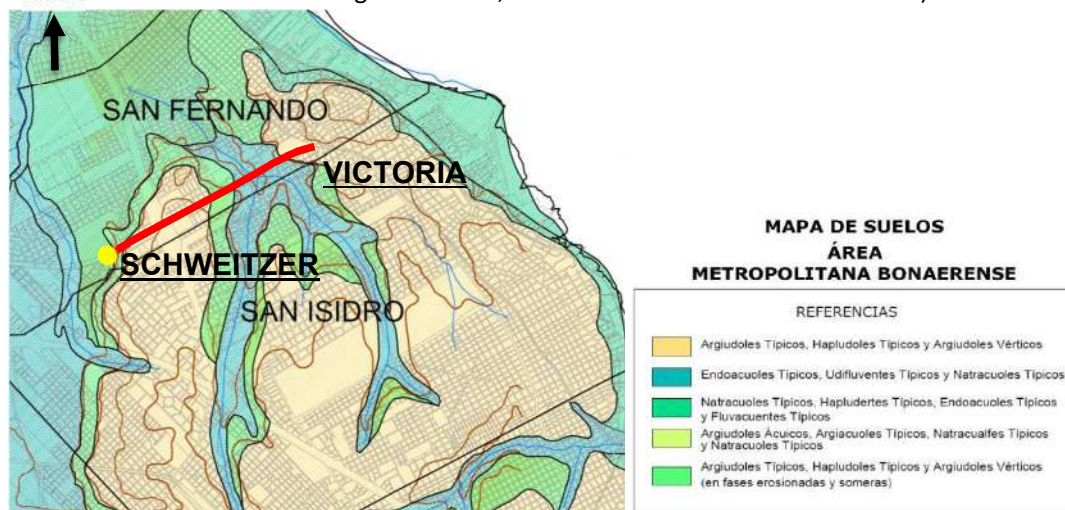 SAN FERNANDO
VICTORIA
SCHWEITZER
SAN ISIDRO
MAPA DE SUELOS
ÁREA
METROPOLITANA BONAERENSE
REFERENCIAS
Argiudoles Típicos, Hapludoles Típicos y Argiudoles Vérticos
Endoacuoles Típicos, Udifluventes Típicos y Natracuoles Típicos
Natracuoles Típicos, Hapludertes Típicos, Endoacuoles Típicos
y Fluvacuentes Típicos
Argiudoles Ácuicos, Argiacuoles Típicos, Natracualfes Típicos
y Natracuoles Típicos
Argiudoles Típicos, Hapludoles Típicos y Argiudoles Vérticos
(en fases erosionadas y someras)